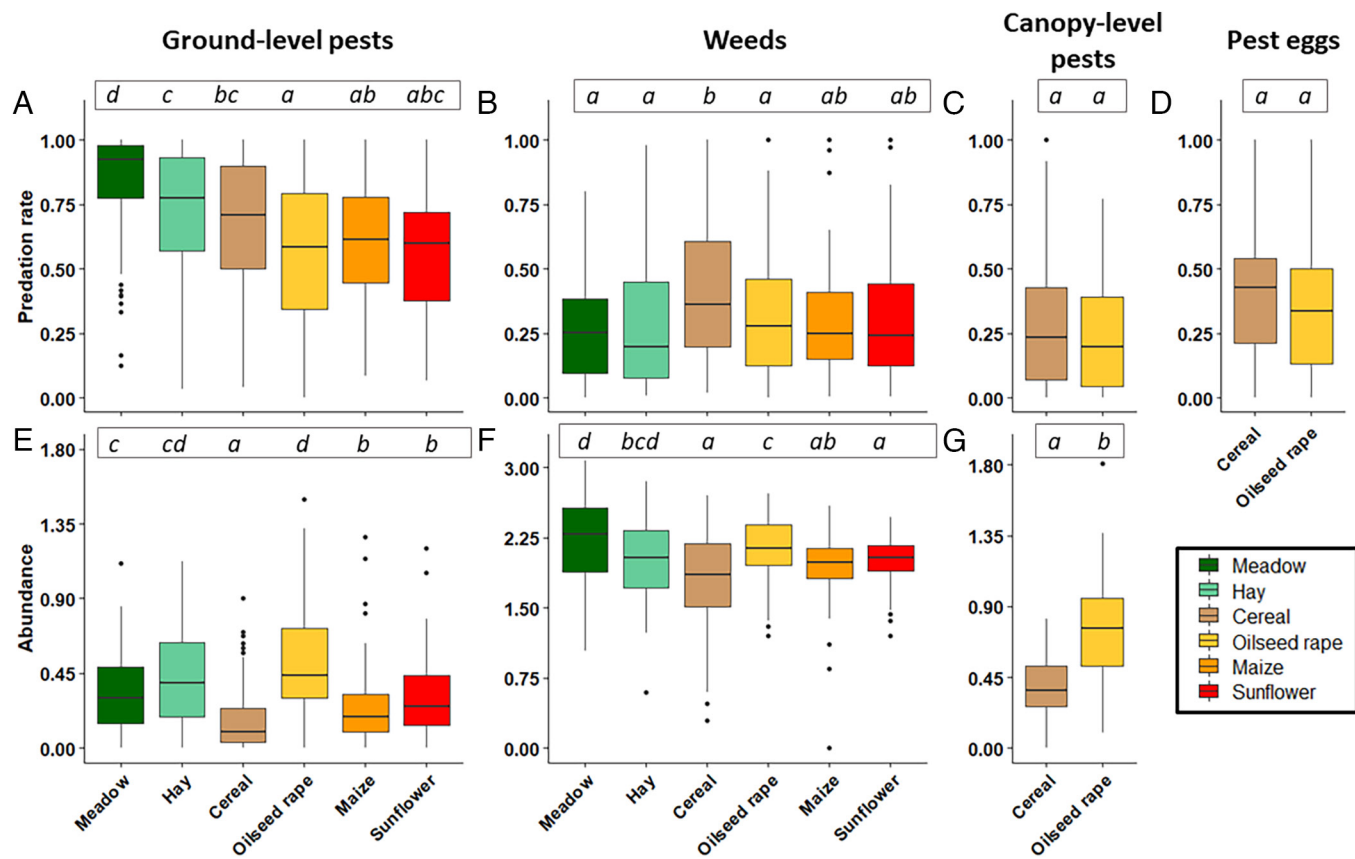 Ground-level pests
Weeds
Canopy-level
pests
Pest eggs
A
d c bc a ab abc
Predation rate
1.00
0.75
0.50
0.25
0.00
B
a a b a ab ab
1.00
0.75
0.50
0.25
0.00
C
a a
1.00
0.75
0.50
0.25
0.00
D
a a
1.00
0.75
0.50
0.25
0.00
Cereal
Oilseed rape
E
c cd a d b b
Abundance
1.80
1.35
0.90
0.45
0.00
Meadow
Hay
Cereal
Oilseed rape
Maize
Sunflower
F
d bcd a c ab a
3.00
2.25
1.50
0.75
0.00
Meadow
Hay
Cereal
Oilseed rape
Maize
Sunflower
G
a b
1.80
1.35
0.90
0.45
0.00
Cereal
Oilseed rape
Meadow
Hay
Cereal
Oilseed rape
Maize
Sunflower